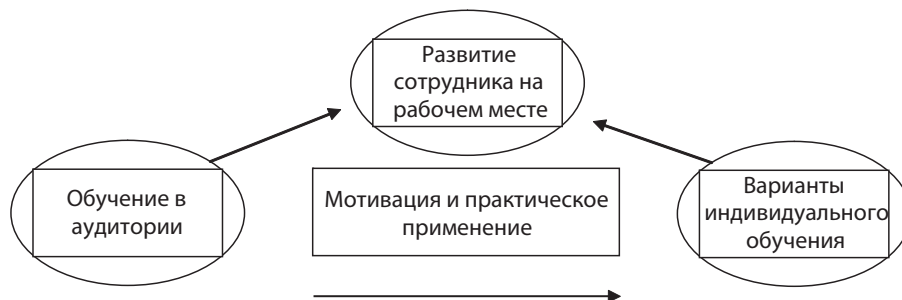 Развитие
сотрудника на
рабочем месте
Обучение в
аудитории
Мотивация и практическое
применение
Варианты
индивидуального
обучения